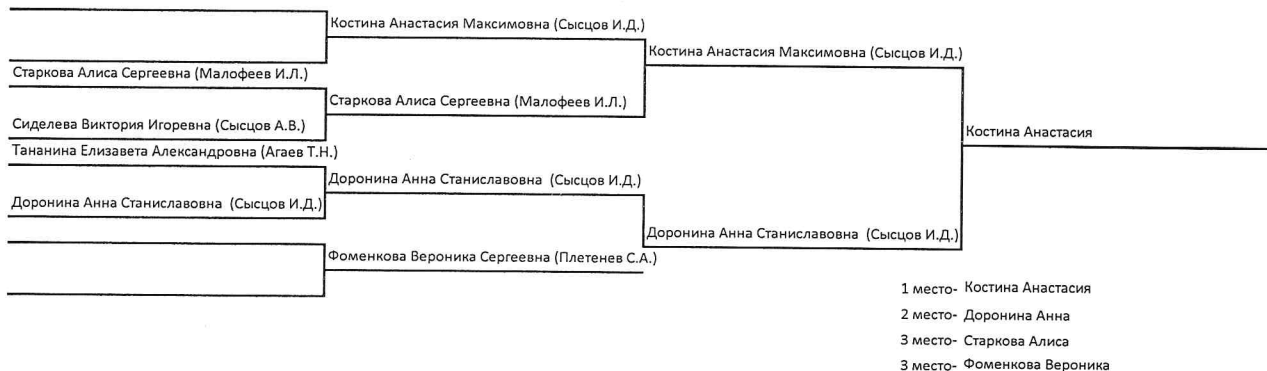 Костина Анастасия Максимовна (Сысцов И.Д.)
Костина Анастасия Максимовна (Сысцов И.Д.)
Старкова Алиса Сергеевна (Малофеев И.Л.)
Старкова Алиса Сергеевна (Малофеев И.Л.)
Сиделева Виктория Игоревна (Сысцов А.В.)
Костина Анастасия
Тананина Елизавета Александровна (Агаев Т.Н.)
Доронина Анна Станиславовна (Сысцов И.Д.)
Доронина Анна Станиславовна (Сысцов И.Д.)
Доронина Анна Станиславовна (Сысцов И.Д.)
Фоменкова Вероника Сергеевна (Плетенев С.А.)
1 место- Костина Анастасия
2 место- Доронина Анна
3 место- Старкова Алиса
3 место- Фоменкова Вероника